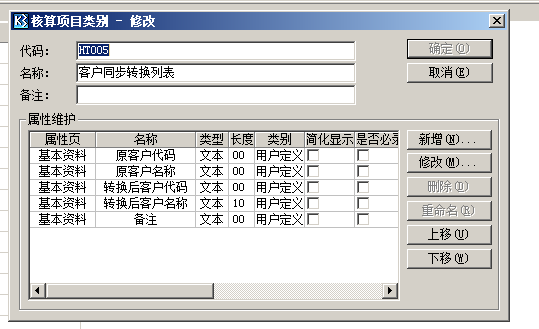 核算项目类别 - 修改
代码: HT005 确定(O)
名称: 客户同步转换列表 取消(E)
备注:
属性维护
属性页 名称 类型 长度 类别 简化显示 是否必录
基本资料 原客户代码 文本 00 用户定义
基本资料 原客户名称 文本 00 用户定义
基本资料 转换后客户代码 文本 00 用户定义
基本资料 转换后客户名称 文本 10 用户定义
基本资料 备注 文本 00 用户定义
新增(N)...
修改(M)...
删除(D)
重命名(R)
上移(U)
下移(W)